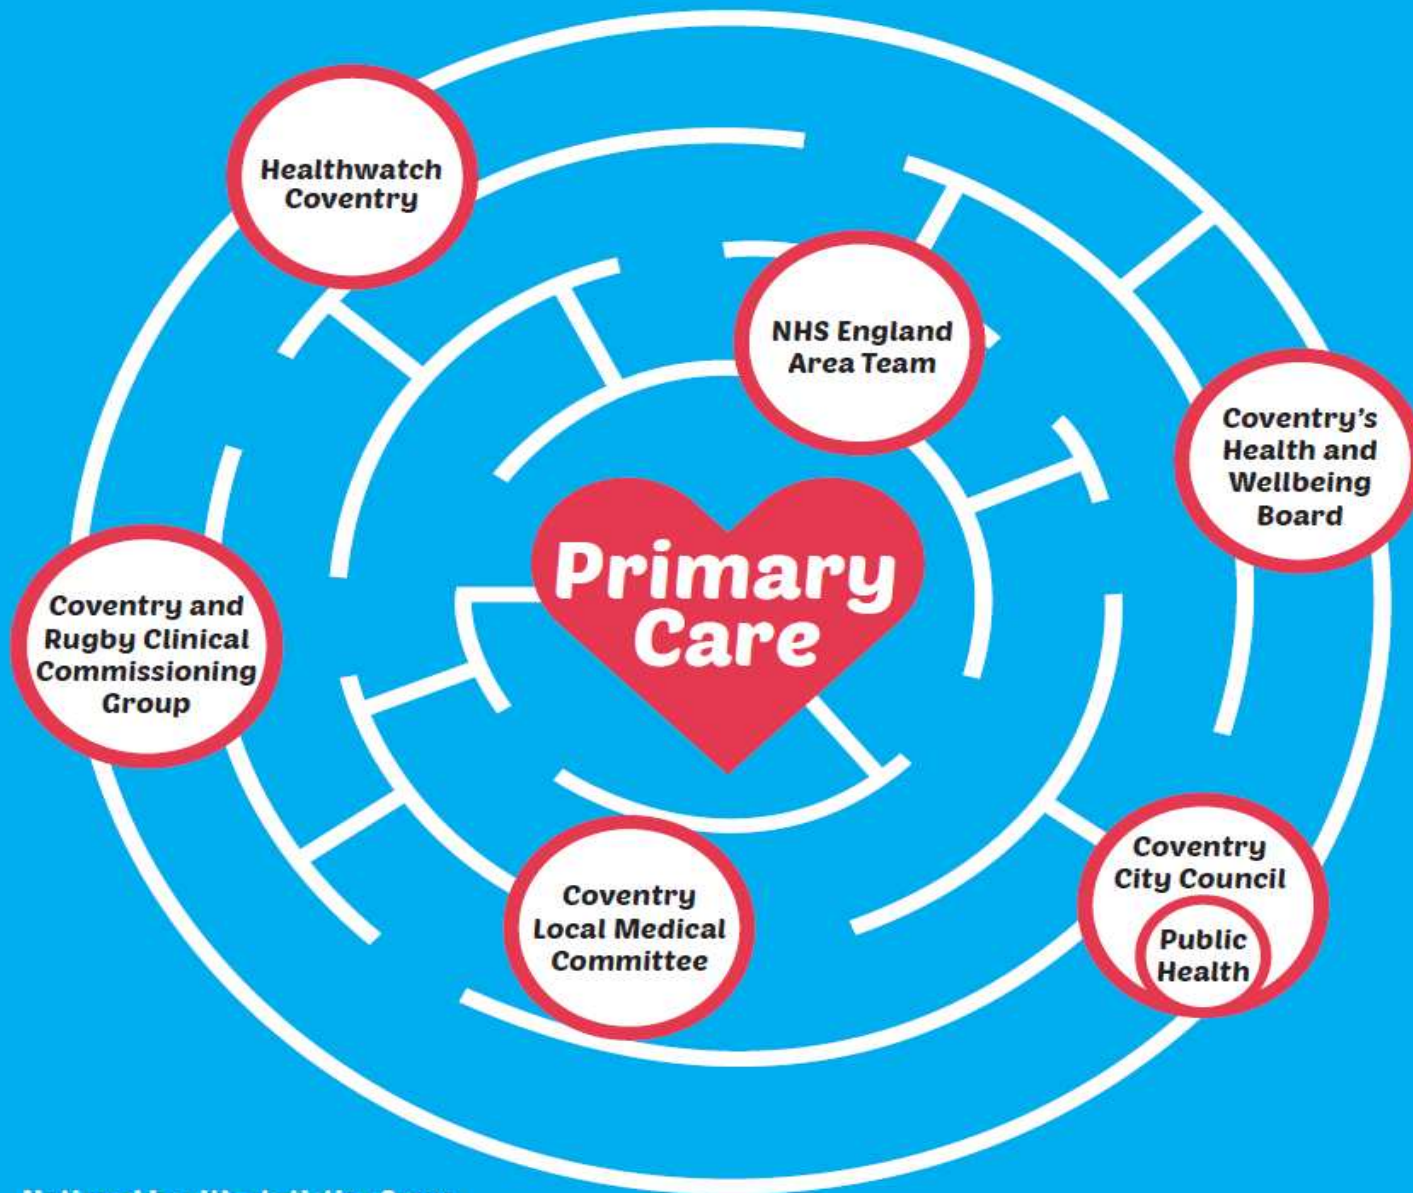 Healthwatch
Coventry
NHS England
Area Team
Coventry's
Health and
Wellbeing
Board
Primary
Care
Coventry and
Rugby Clinical
Commissioning
Group
Coventry
Local Medical
Committee
Coventry
City Council
Public
Health